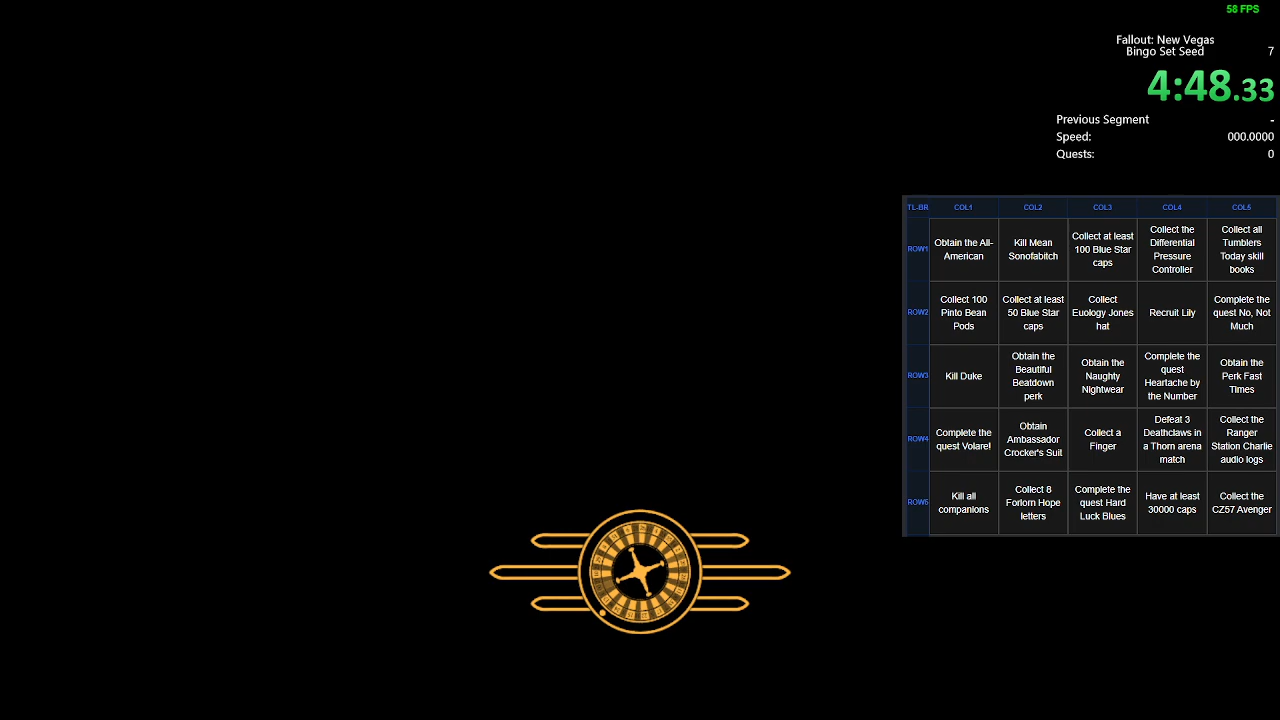 58 FPS
Fallout: New Vegas
Bingo Set Seed 7
4:48.33
Previous Segment -
Speed: 000.0000
Quests: 0
TL-BR COL1 COL2 COL3 COL4 COL5
ROW1
Obtain the All-
American
Kill Mean
Sonofabitch
Collect at least
100 Blue Star
caps
Collect the
Differential
Pressure
Controller
Collect all
Tumblers
Today skill
books
ROW2
Collect 100
Pinto Bean
Pods
Collect at least
50 Blue Star
caps
Collect
Euology Jones
hat
Recruit Lily
Complete the
quest No, Not
Much
ROW3
Kill Duke
Obtain the
Beautiful
Beatdown
perk
Obtain the
Naughty
Nightwear
Complete the
quest
Heartache by
the Number
Obtain the
Perk Fast
Times
ROW4
Complete the
quest Volare!
Obtain
Ambassador
Crocker's Suit
Collect a
Finger
Defeat 3
Deathclaws in
a Thorn arena
match
Collect the
Ranger
Station Charlie
audio logs
ROW5
Kill all
companions
Collect 8
Forlorn Hope
letters
Complete the
quest Hard
Luck Blues
Have at least
30000 caps
Collect the
CZ57 Avenger